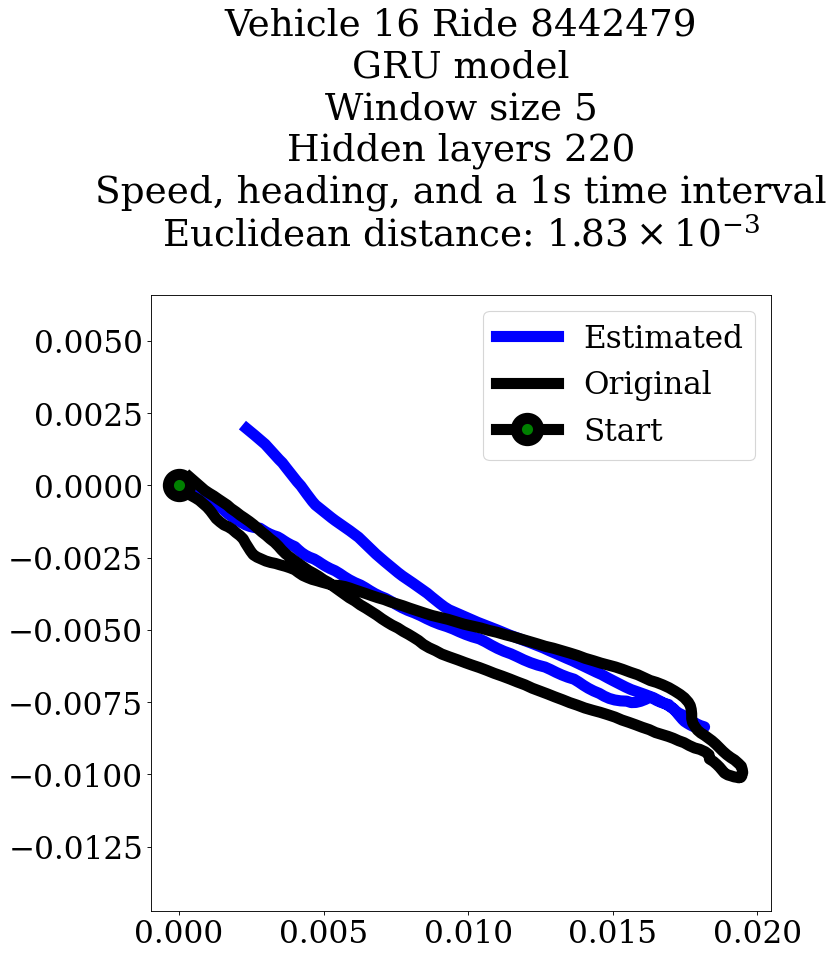 Vehicle 16 Ride 8442479
GRU model
Window size 5
Hidden layers 220
Speed, heading, and a 1s time interval
Euclidean distance: 1.83 × 10⁻³
Estimated
Original
Start
0.0050
0.0025
0.0000
−0.0025
−0.0050
−0.0075
−0.0100
−0.0125
0.000 0.005 0.010 0.015 0.020